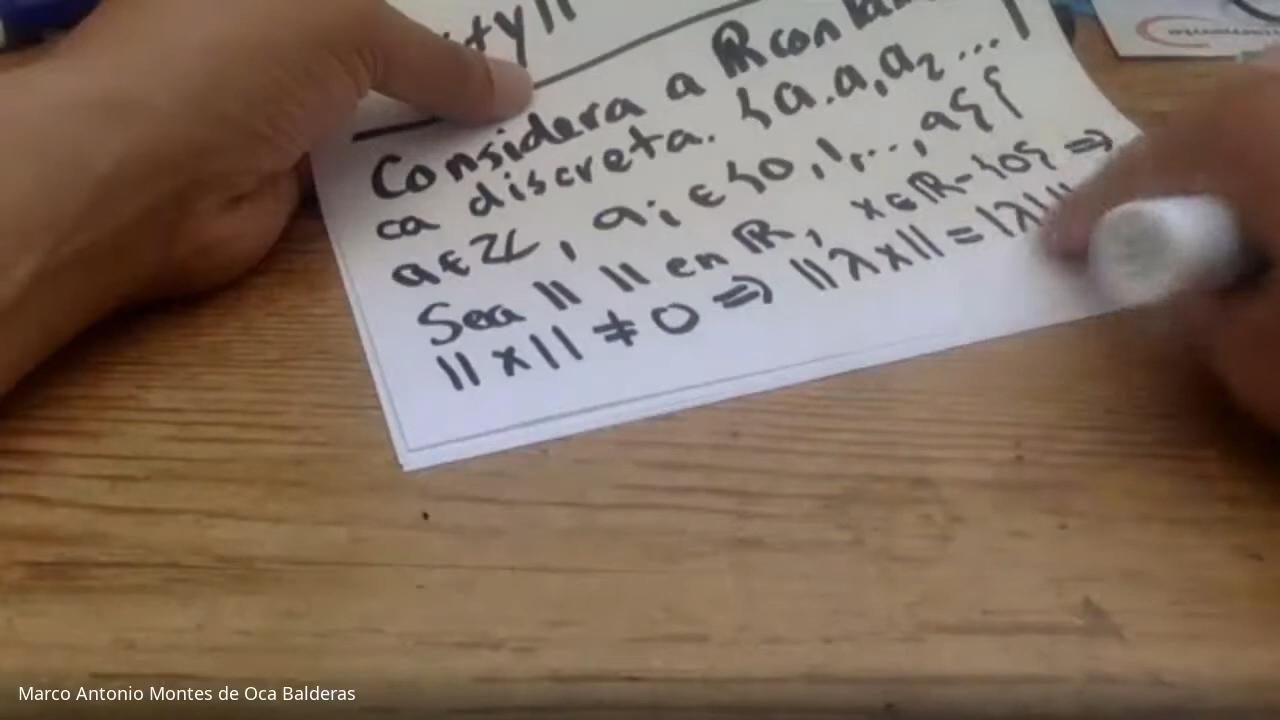 +y||
Considera a ℝ con
ca discreta. {a.a₁a₂...|
a∈ℤ, aᵢ∈{0,1,...,9}}
Sea || || en ℝ, x∈ℝ-{0} ⇒
||x|| ≠ 0 ⇒ ||λx|| = |λ|
Marco Antonio Montes de Oca Balderas